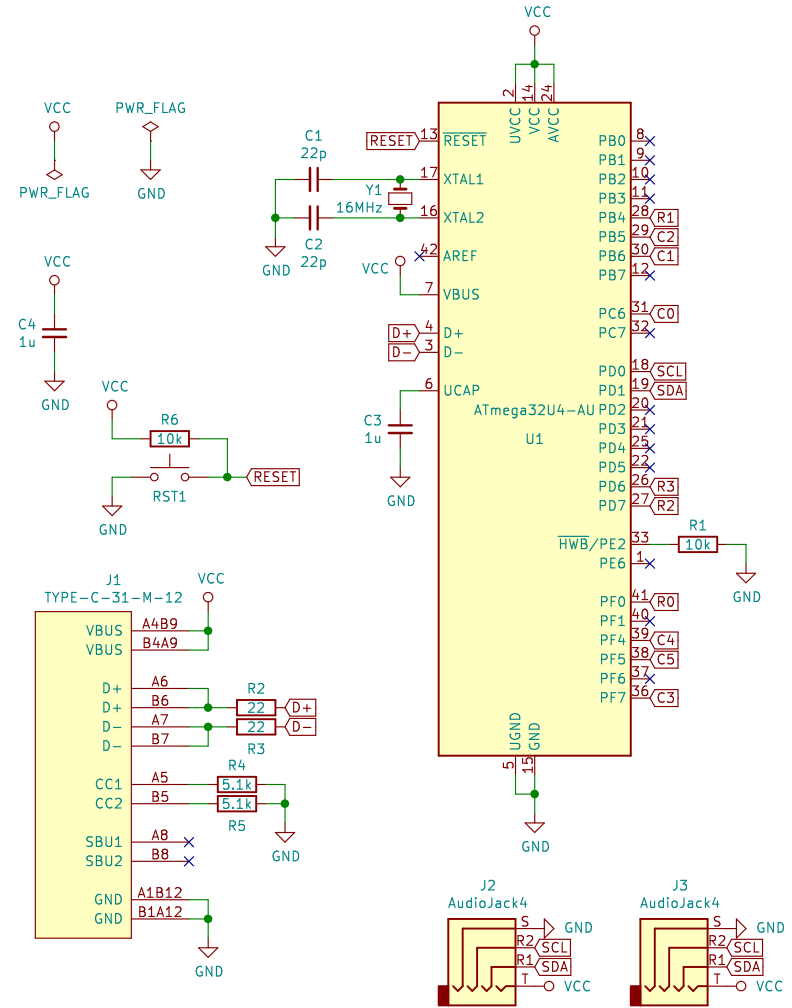 VCC
VCC
PWR_FLAG
PWR_FLAG
GND
C1
22p
C2
22p
GND
Y1
16MHz
VCC
RESET
2
14
24
UVCC
VCC
AVCC
13 RESET
17 XTAL1
16 XTAL2
42 AREF
7 VBUS
D+ 4 D+
D- 3 D-
6 UCAP
ATmega32U4-AU
U1
PB0 8
PB1 9
PB2 10
PB3 11
PB4 28 R1
PB5 29 C2
PB6 30 C1
PB7 12
PC6 31 C0
PC7 32
PD0 18 SCL
PD1 19 SDA
PD2 20
PD3 21
PD4 25
PD5 22
PD6 26 R3
PD7 27 R2
HWB/PE2 33
PE6 1
PF0 41 R0
PF1 40
PF4 39 C4
PF5 38 C5
PF6 37
PF7 36 C3
UGND
GND
5
15
GND
R1
10k
GND
C3
1u
GND
VCC
C4
1u
GND
VCC
R6
10k
RESET
RST1
GND
J1
TYPE-C-31-M-12
VCC
VBUS A4B9
VBUS B4A9
D+ A6
D+ B6
D- A7
D- B7
R2
22 D+
22 D-
R3
CC1 A5
CC2 B5
R4
5.1k
5.1k
R5
GND
SBU1 A8
SBU2 B8
GND A1B12
GND B1A12
GND
J2
AudioJack4
S GND
R2 SCL
R1 SDA
T VCC
J3
AudioJack4
S GND
R2 SCL
R1 SDA
T VCC